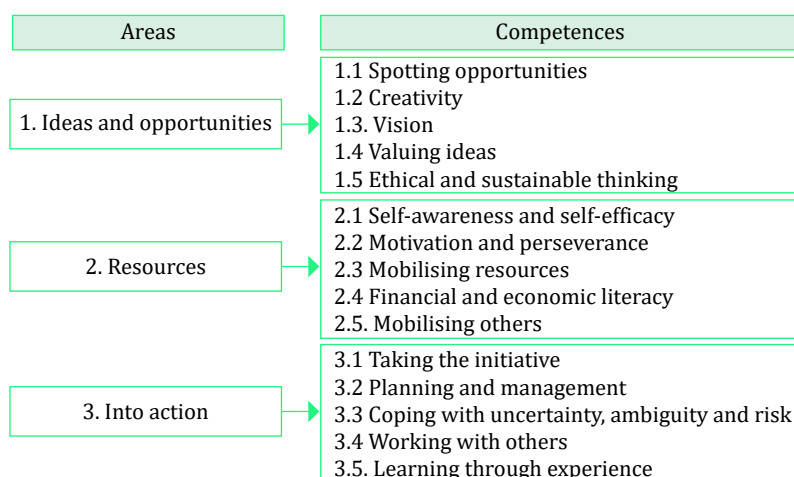 Areas
Competences
1. Ideas and opportunities
1.1 Spotting opportunities
1.2 Creativity
1.3. Vision
1.4 Valuing ideas
1.5 Ethical and sustainable thinking
2. Resources
2.1 Self-awareness and self-efficacy
2.2 Motivation and perseverance
2.3 Mobilising resources
2.4 Financial and economic literacy
2.5. Mobilising others
3. Into action
3.1 Taking the initiative
3.2 Planning and management
3.3 Coping with uncertainty, ambiguity and risk
3.4 Working with others
3.5. Learning through experience